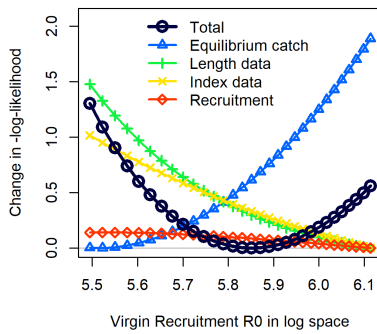 Total
Equilibrium catch
Length data
Index data
Recruitment
Change in -log-likelihood
2.0
1.5
1.0
0.5
0.0
5.5 5.6 5.7 5.8 5.9 6.0 6.1
Virgin Recruitment R0 in log space